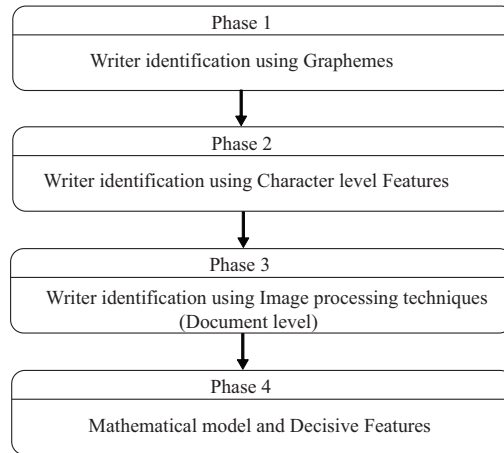 Phase 1
Writer identification using Graphemes
Phase 2
Writer identification using Character level Features
Phase 3
Writer identification using Image processing techniques
(Document level)
Phase 4
Mathematical model and Decisive Features